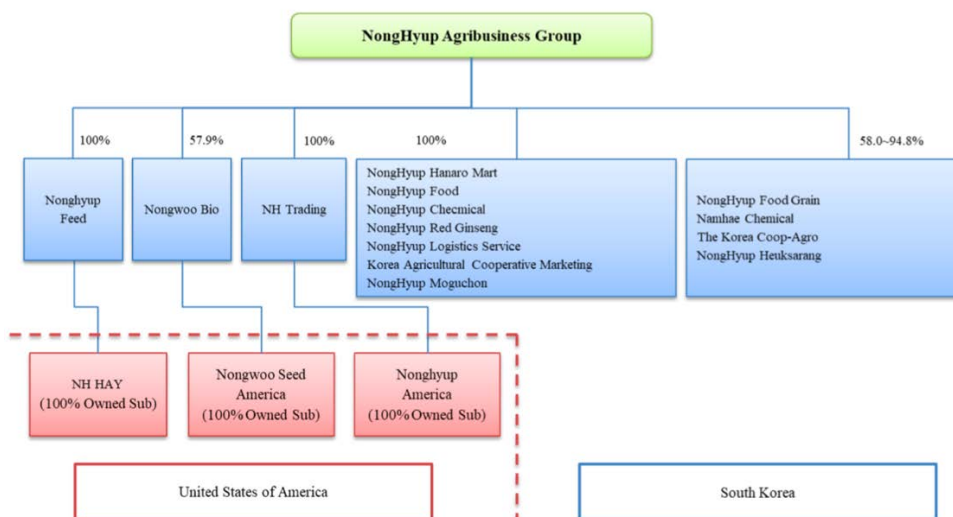 NongHyup Agribusiness Group
100%
57.9%
100%
100%
58.0~94.8%
Nonghyup
Feed
Nongwoo Bio
NH Trading
NongHyup Hanaro Mart
NongHyup Food
NongHyup Checmical
NongHyup Red Ginseng
NongHyup Logistics Service
Korea Agricultural Cooperative Marketing
NongHyup Moguchon
NongHyup Food Grain
Namhae Chemical
The Korea Coop-Agro
NongHyup Heuksarang
NH HAY
(100% Owned Sub)
Nongwoo Seed
America
(100% Owned Sub)
Nonghyup
America
(100% Owned Sub)
United States of America
South Korea